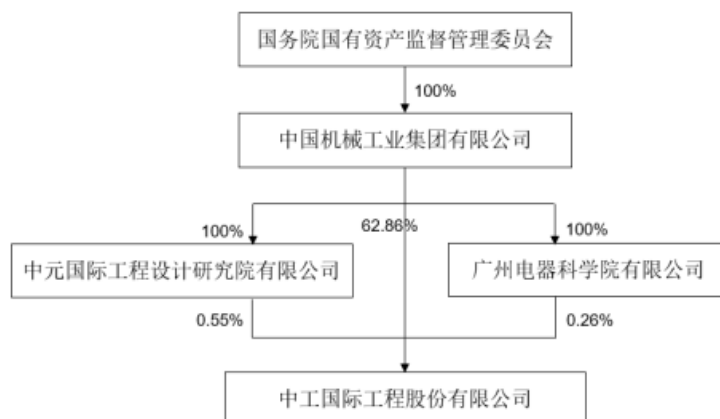 国务院国有资产监督管理委员会
100%
中国机械工业集团有限公司
100%
62.86%
100%
中元国际工程设计研究院有限公司
广州电器科学院有限公司
0.55%
0.26%
中工国际工程股份有限公司